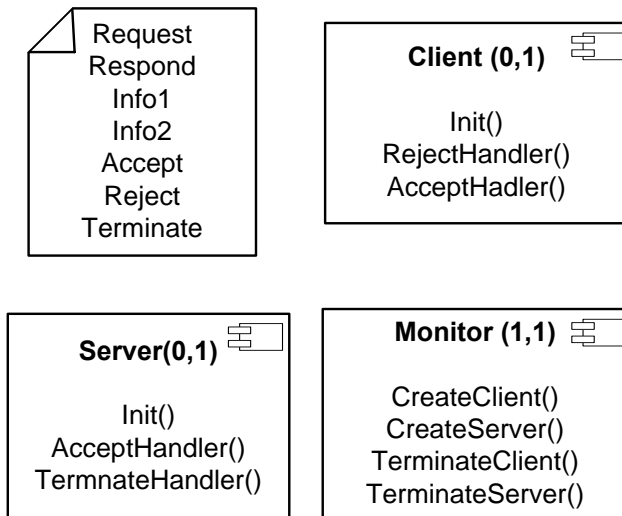 Request
Respond
Info1
Info2
Accept
Reject
Terminate
Client (0,1)
Init()
RejectHandler()
AcceptHadler()
Server(0,1)
Init()
AcceptHandler()
TermnateHandler()
Monitor (1,1)
CreateClient()
CreateServer()
TerminateClient()
TerminateServer()